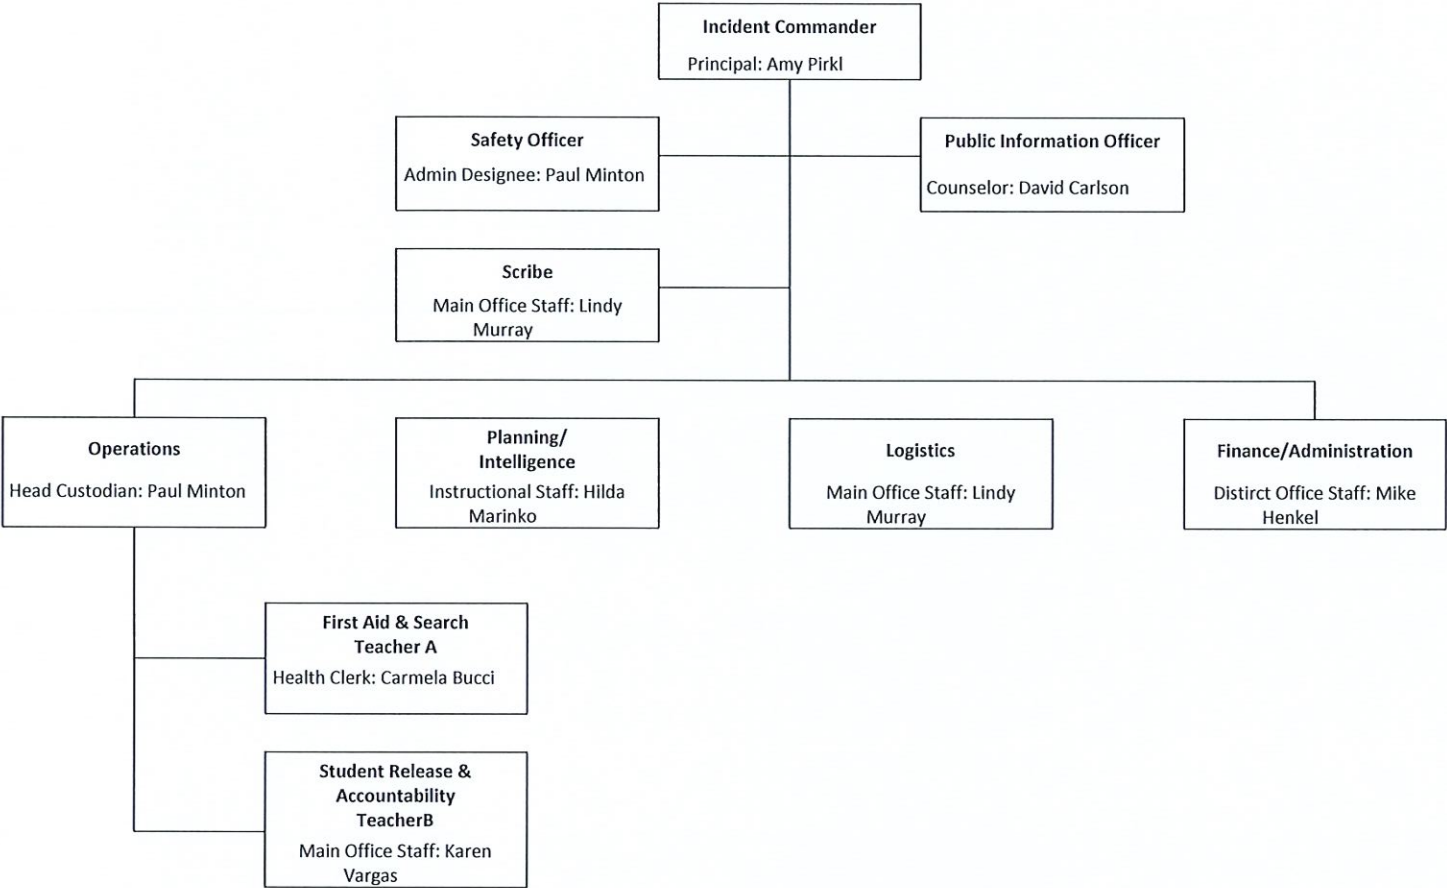 Incident Commander
Principal: Amy Pirkl
Safety Officer
Admin Designee: Paul Minton
Public Information Officer
Counselor: David Carlson
Scribe
Main Office Staff: Lindy
Murray
Operations
Head Custodian: Paul Minton
Planning/
Intelligence
Instructional Staff: Hilda
Marinko
Logistics
Main Office Staff: Lindy
Murray
Finance/Administration
Distirct Office Staff: Mike
Henkel
First Aid & Search
Teacher A
Health Clerk: Carmela Bucci
Student Release &
Accountability
TeacherB
Main Office Staff: Karen
Vargas